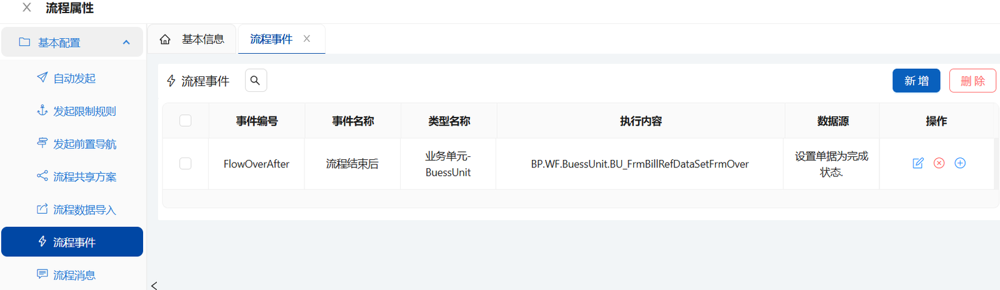 流程属性
基本配置
自动发起
发起限制规则
发起前置导航
流程共享方案
流程数据导入
流程事件
流程消息
基本信息
流程事件
流程事件
新增
删除
事件编号
事件名称
类型名称
执行内容
数据源
操作
FlowOverAfter
流程结束后
业务单元-
BuessUnit
BP.WF.BuessUnit.BU_FrmBillRefDataSetFrmOver
设置单据为完成
状态.